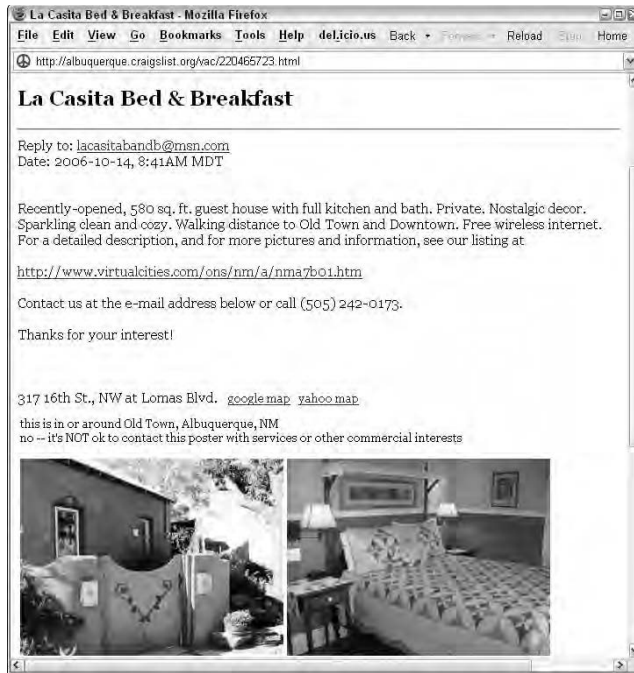 La Casita Bed & Breakfast - Mozilla Firefox
File Edit View Go Bookmarks Tools Help del.icio.us Back Forward Reload Stop Home
http://albuquerque.craigslist.org/vac/220465723.html
La Casita Bed & Breakfast
Reply to: lacasitabandb@msn.com
Date: 2006-10-14, 8:41AM MDT
Recently-opened, 580 sq. ft. guest house with full kitchen and bath. Private. Nostalgic decor.
Sparkling clean and cozy. Walking distance to Old Town and Downtown. Free wireless internet.
For a detailed description, and for more pictures and information, see our listing at
http://www.virtualcities.com/ons/nm/a/nma7b01.htm
Contact us at the e-mail address below or call (505) 242-0173.
Thanks for your interest!
317 16th St., NW at Lomas Blvd. google map yahoo map
this is in or around Old Town, Albuquerque, NM
no -- it's NOT ok to contact this poster with services or other commercial interests